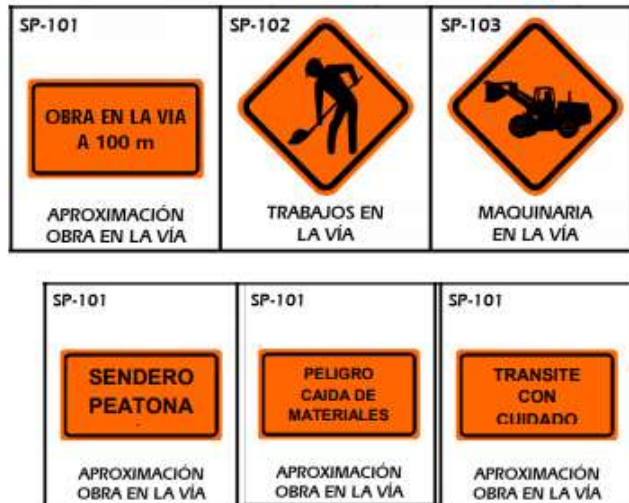 SP-101
OBRA EN LA VIA
A 100 m
APROXIMACIÓN
OBRA EN LA VÍA
SP-102
TRABAJOS EN
LA VÍA
SP-103
MAQUINARIA
EN LA VÍA
SP-101
SENDERO
PEATONA
APROXIMACIÓN
OBRA EN LA VÍA
SP-101
PELIGRO
CAIDA DE
MATERIALES
APROXIMACIÓN
OBRA EN LA VÍA
SP-101
TRANSITE
CON
CUIDADO
APROXIMACIÓN
OBRA EN LA VÍA